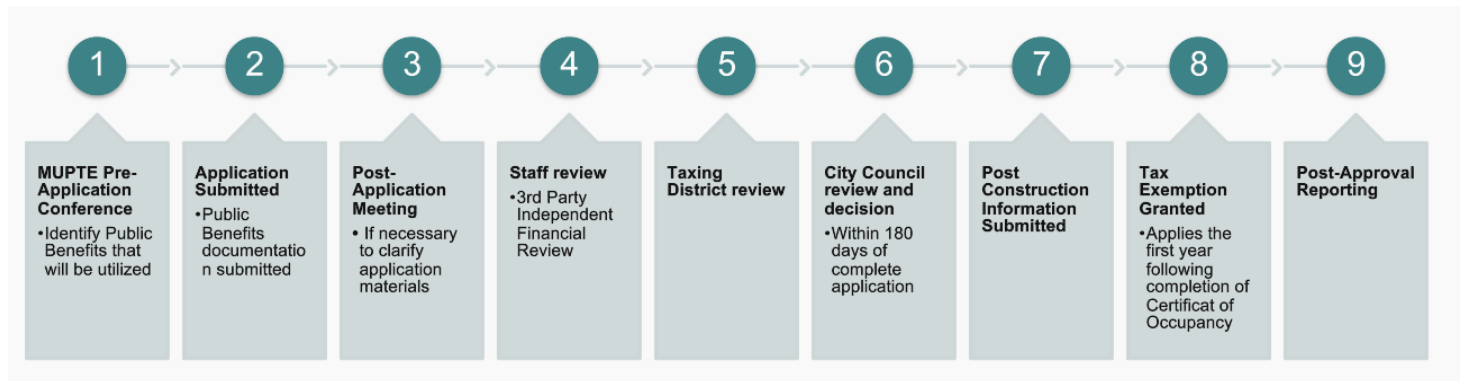 1
2
3
4
5
6
7
8
9
MUPTE Pre-
Application
Conference
•Identify Public
Benefits that
will be utilized
Application
Submitted
•Public
Benefits
documentatio
n submitted
Post-
Application
Meeting
• If necessary
to clarify
application
materials
Staff review
•3rd Party
Independent
Financial
Review
Taxing
District review
City Council
review and
decision
•Within 180
days of
complete
application
Post
Construction
Information
Submitted
Tax
Exemption
Granted
•Applies the
first year
following
completion of
Certificat of
Occupancy
Post-Approval
Reporting